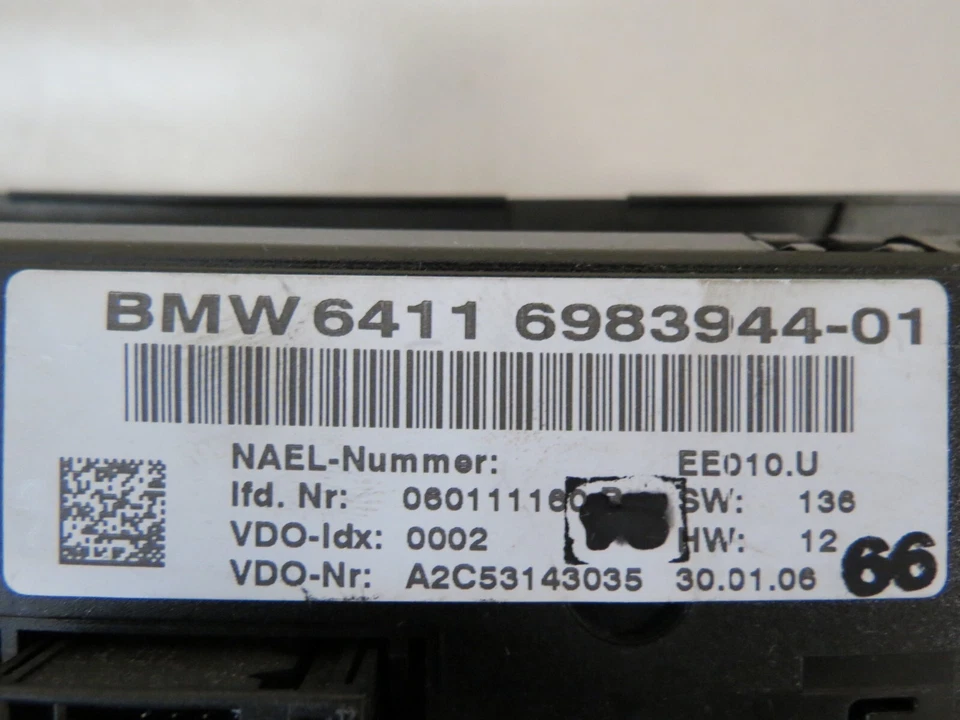 BMW 6411 6983944-01
NAEL-Nummer: EE010.U
lfd. Nr: 060111160 SW: 136
VDO-Idx: 0002 HW: 12
VDO-Nr: A2C53143035 30.01.06
66